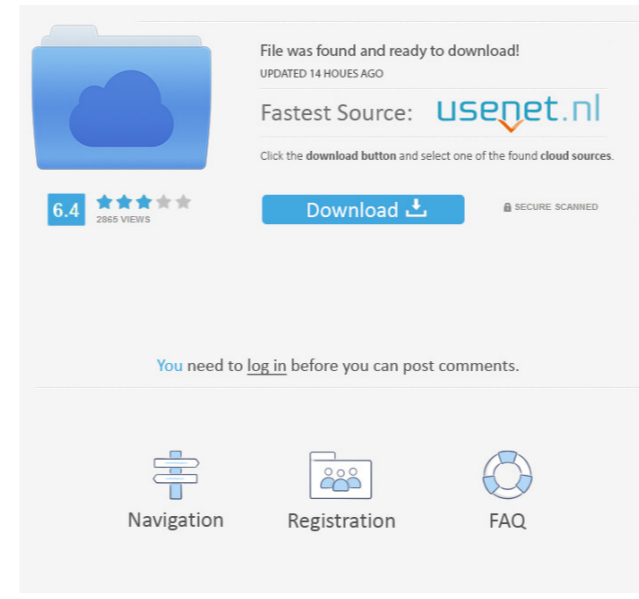 File was found and ready to download!
UPDATED 14 HOUES AGO
Fastest Source: usenet.nl
Click the download button and select one of the found cloud sources.
6.4
2865 VIEWS
Download
SECURE SCANNED
You need to log in before you can post comments.
Navigation
Registration
FAQ